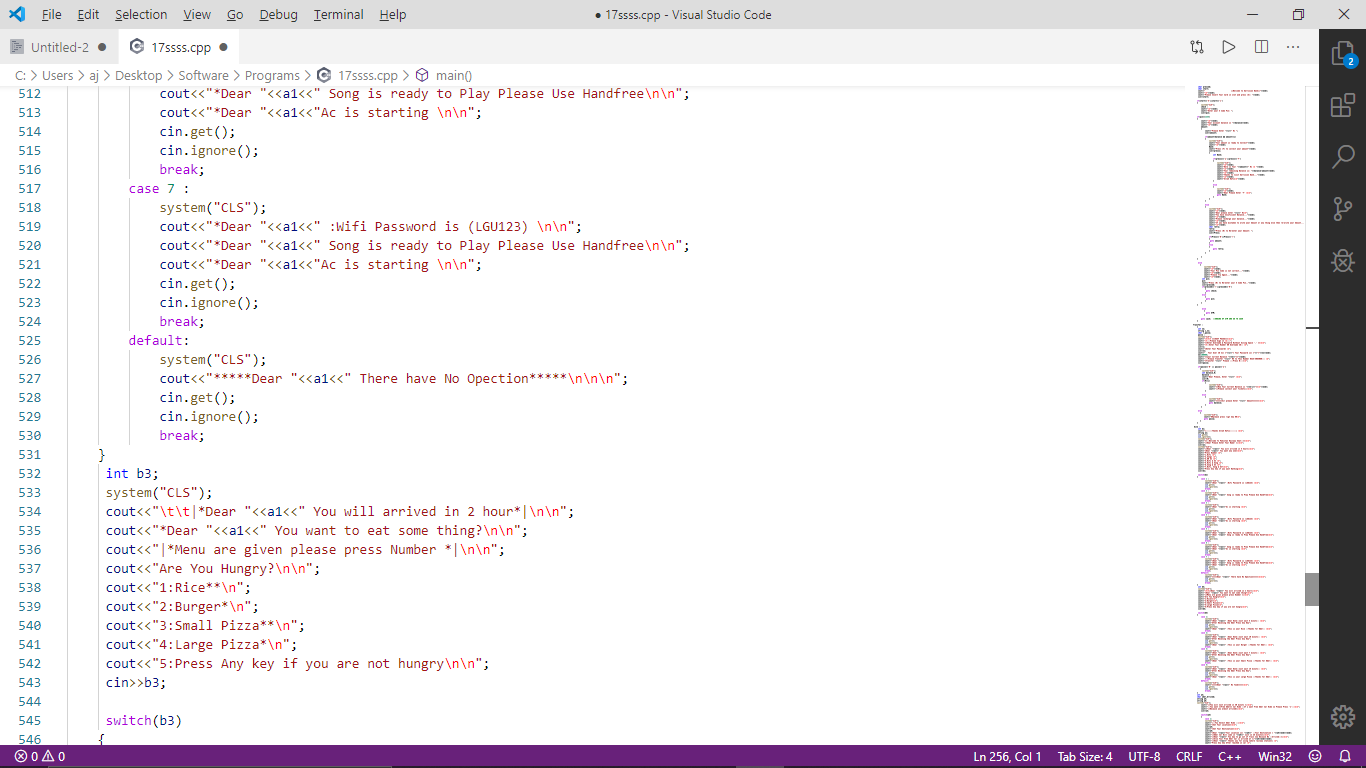 File Edit Selection View Go Debug Terminal Help ● 17ssss.cpp - Visual Studio Code
Untitled-2 ● 17ssss.cpp ●
C: > Users > aj > Desktop > Software > Programs > 17ssss.cpp > main()
512 cout<<"*Dear "<<a1<<" Song is ready to Play Please Use Handfree\n\n";
513 cout<<"*Dear "<<a1<<"Ac is starting \n\n";
514 cin.get();
515 cin.ignore();
516 break;
517 case 7 :
518 system("CLS");
519 cout<<"*Dear "<<a1<<" :Wifi Password is (LGU123) \n\n";
520 cout<<"*Dear "<<a1<<" Song is ready to Play Please Use Handfree\n\n";
521 cout<<"*Dear "<<a1<<"Ac is starting \n\n";
522 cin.get();
523 cin.ignore();
524 break;
525 default:
526 system("CLS");
527 cout<<"*****Dear "<<a1<<" There have No Opection*****\n\n\n";
528 cin.get();
529 cin.ignore();
530 break;
531 }
532 int b3;
533 system("CLS");
534 cout<<"\t\t|*Dear "<<a1<<" You will arrived in 2 hour*|\n\n";
535 cout<<"*Dear "<<a1<<" You want to eat some thing?\n\n";
536 cout<<"|*Menu are given please press Number *|\n\n";
537 cout<<"Are You Hungry?\n\n";
538 cout<<"1:Rice**\n";
539 cout<<"2:Burger*\n";
540 cout<<"3:Small Pizza**\n";
541 cout<<"4:Large Pizza*\n";
542 cout<<"5:Press Any key if you are not hungry\n\n";
543 cin>>b3;
544
545 switch(b3)
546 {
2
0 0 Ln 256, Col 1 Tab Size: 4 UTF-8 CRLF C++ Win32